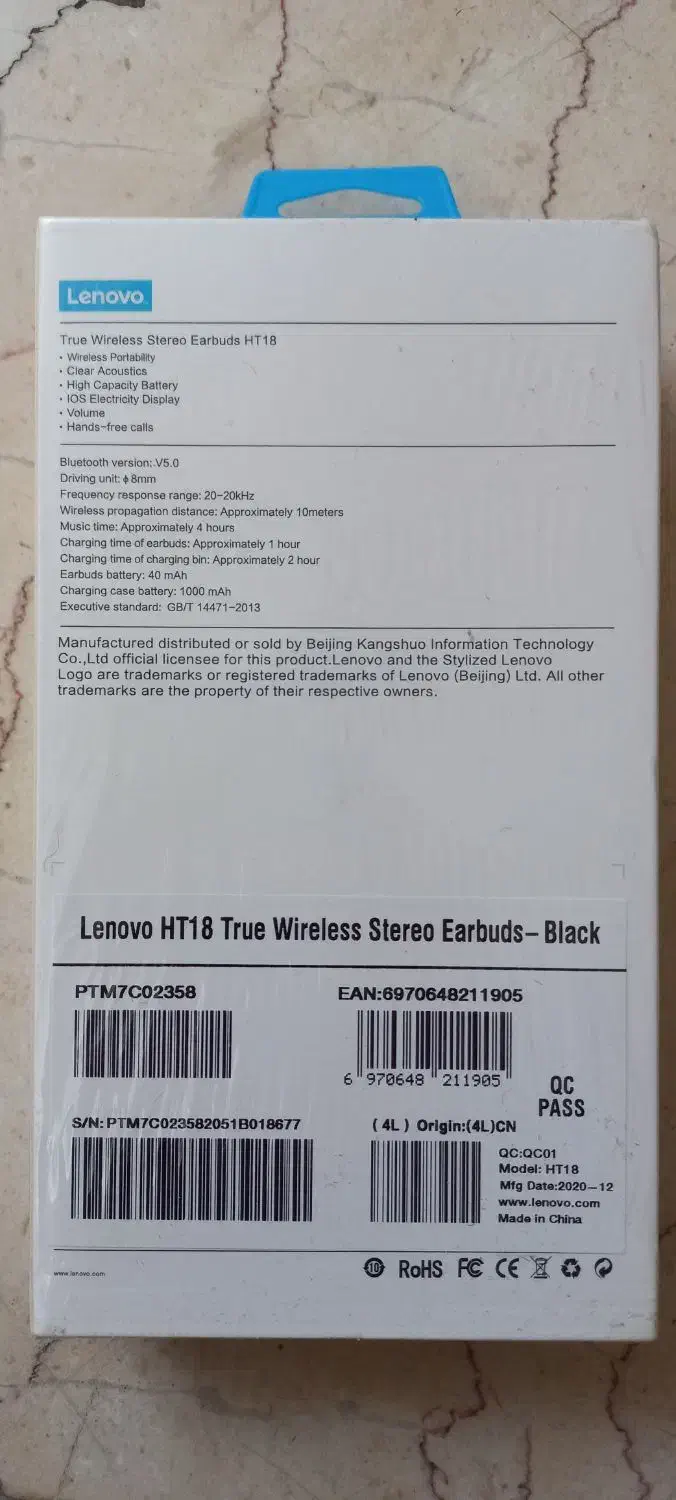 Lenovo
True Wireless Stereo Earbuds HT18
• Wireless Portability
• Clear Acoustics
• High Capacity Battery
• IOS Electricity Display
• Volume
• Hands-free calls
Bluetooth version: V5.0
Driving unit: ϕ8mm
Frequency response range: 20-20kHz
Wireless propagation distance: Approximately 10meters
Music time: Approximately 4 hours
Charging time of earbuds: Approximately 1 hour
Charging time of charging bin: Approximately 2 hour
Earbuds battery: 40 mAh
Charging case battery: 1000 mAh
Executive standard: GB/T 14471-2013
Manufactured distributed or sold by Beijing Kangshuo Information Technology
Co.,Ltd official licensee for this product.Lenovo and the Stylized Lenovo
Logo are trademarks or registered trademarks of Lenovo (Beijing) Ltd. All other
trademarks are the property of their respective owners.
Lenovo HT18 True Wireless Stereo Earbuds– Black
PTM7C02358
EAN:6970648211905
6 970648 211905
QC
PASS
S/N: PTM7C023582051B018677
( 4L ) Origin:(4L)CN
QC:QC01
Model: HT18
Mfg Date:2020-12
www.lenovo.com
Made in China
www.lenovo.com
10 RoHS FC CE